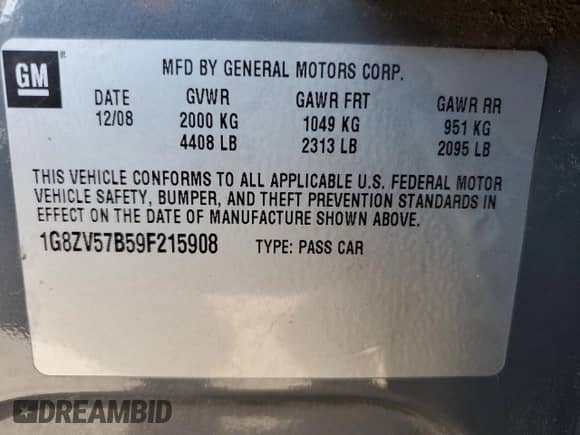 GM ®
MFD BY GENERAL MOTORS CORP.
DATE GVWR GAWR FRT GAWR RR
12/08 2000 KG 1049 KG 951 KG
4408 LB 2313 LB 2095 LB
THIS VEHICLE CONFORMS TO ALL APPLICABLE U.S. FEDERAL MOTOR
VEHICLE SAFETY, BUMPER, AND THEFT PREVENTION STANDARDS IN
EFFECT ON THE DATE OF MANUFACTURE SHOWN ABOVE.
1G8ZV57B59F215908 TYPE: PASS CAR
DREAMBID